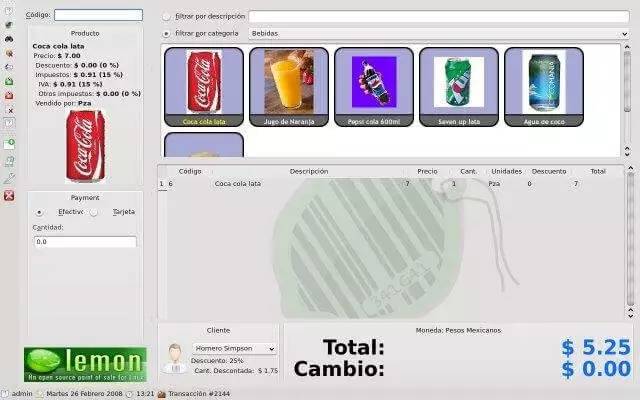 Código:
Producto
Coca cola lata
Precio: $ 7.00
Descuento: $ 0.00 (0 %)
Impuestos: $ 0.91 (15 %)
IVA: $ 0.91 (15 %)
Otros impuestos: $ 0.00 (0 %)
Vendido por: Pza
Coca-Cola
Payment
Efectivo
Tarjeta
Cantidad:
0.0
lemon
An open source point of sale for Linux
Filtrar por descripción
Filtrar por categoría
Bebidas
Coca cola lata
Jugo de Naranja
Pepsi cola 600ml
Seven up lata
Agua de coco
Código Descripción Precio Cant. Unidades Descuento Total
1 6 Coca cola lata 7 1 Pza 0 7
341G41
Cliente
Homero Simpson
Descuento: 25%
Cant. Descontada: $ 1.75
Moneda: Pesos Mexicanos
Total: $ 5.25
Cambio: $ 0.00
admin Martes 26 Febrero 2008 13:21 Transacción #2144